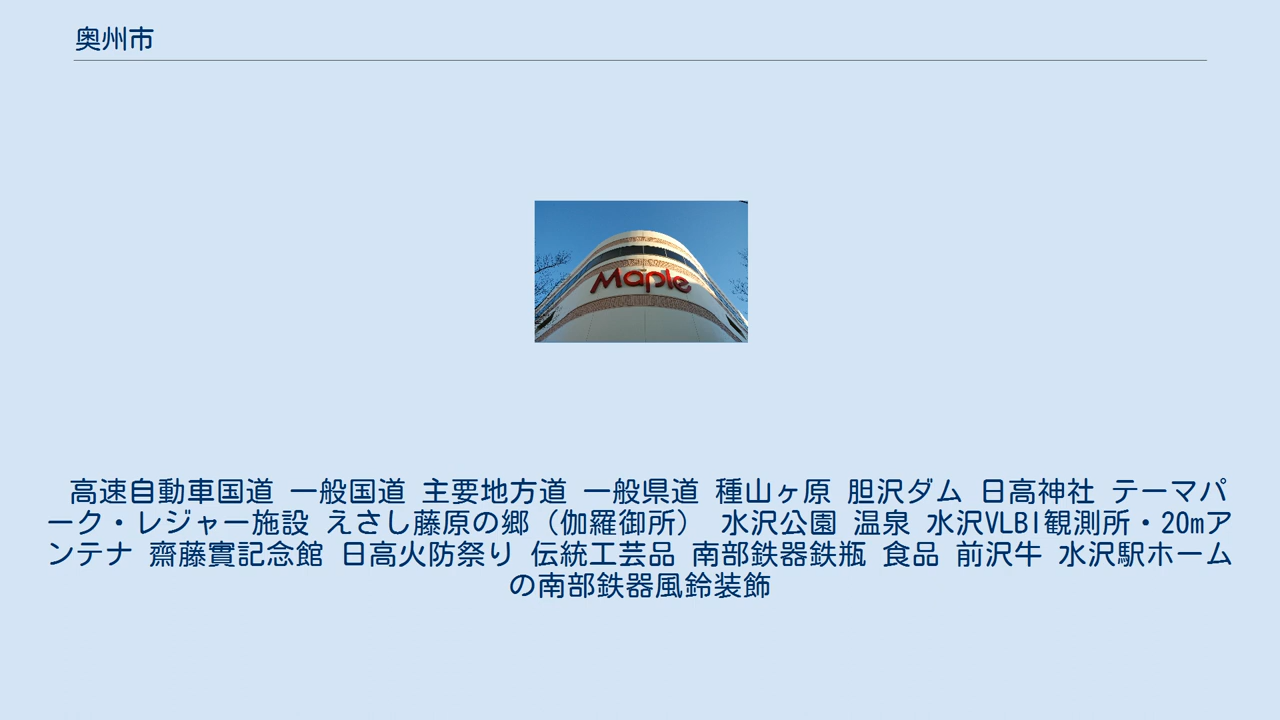 奥州市
Maple
高速自動車国道 一般国道 主要地方道 一般県道 種山ヶ原 胆沢ダム 日高神社 テーマパ
ーク・レジャー施設 えさし藤原の郷（伽羅御所） 水沢公園 温泉 水沢VLBI観測所・20mア
ンテナ 齋藤實記念館 日高火防祭り 伝統工芸品 南部鉄器鉄瓶 食品 前沢牛 水沢駅ホーム
の南部鉄器風鈴装飾